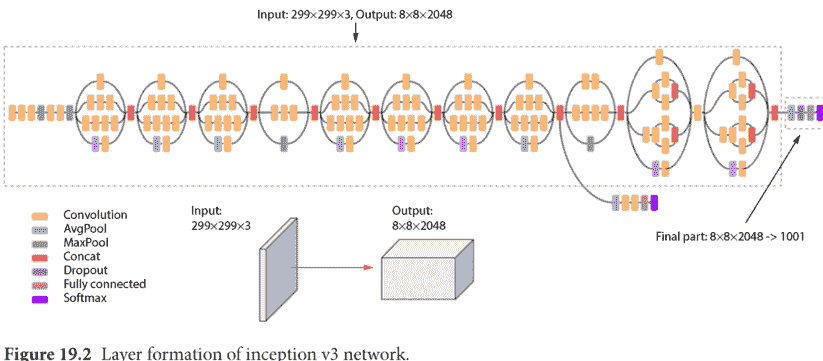 Input: 299×299×3, Output: 8×8×2048
Convolution
AvgPool
MaxPool
Concat
Dropout
Fully connected
Softmax
Input:
299×299×3
Output:
8×8×2048
Final part: 8×8×2048 -> 1001
Figure 19.2 Layer formation of inception v3 network.